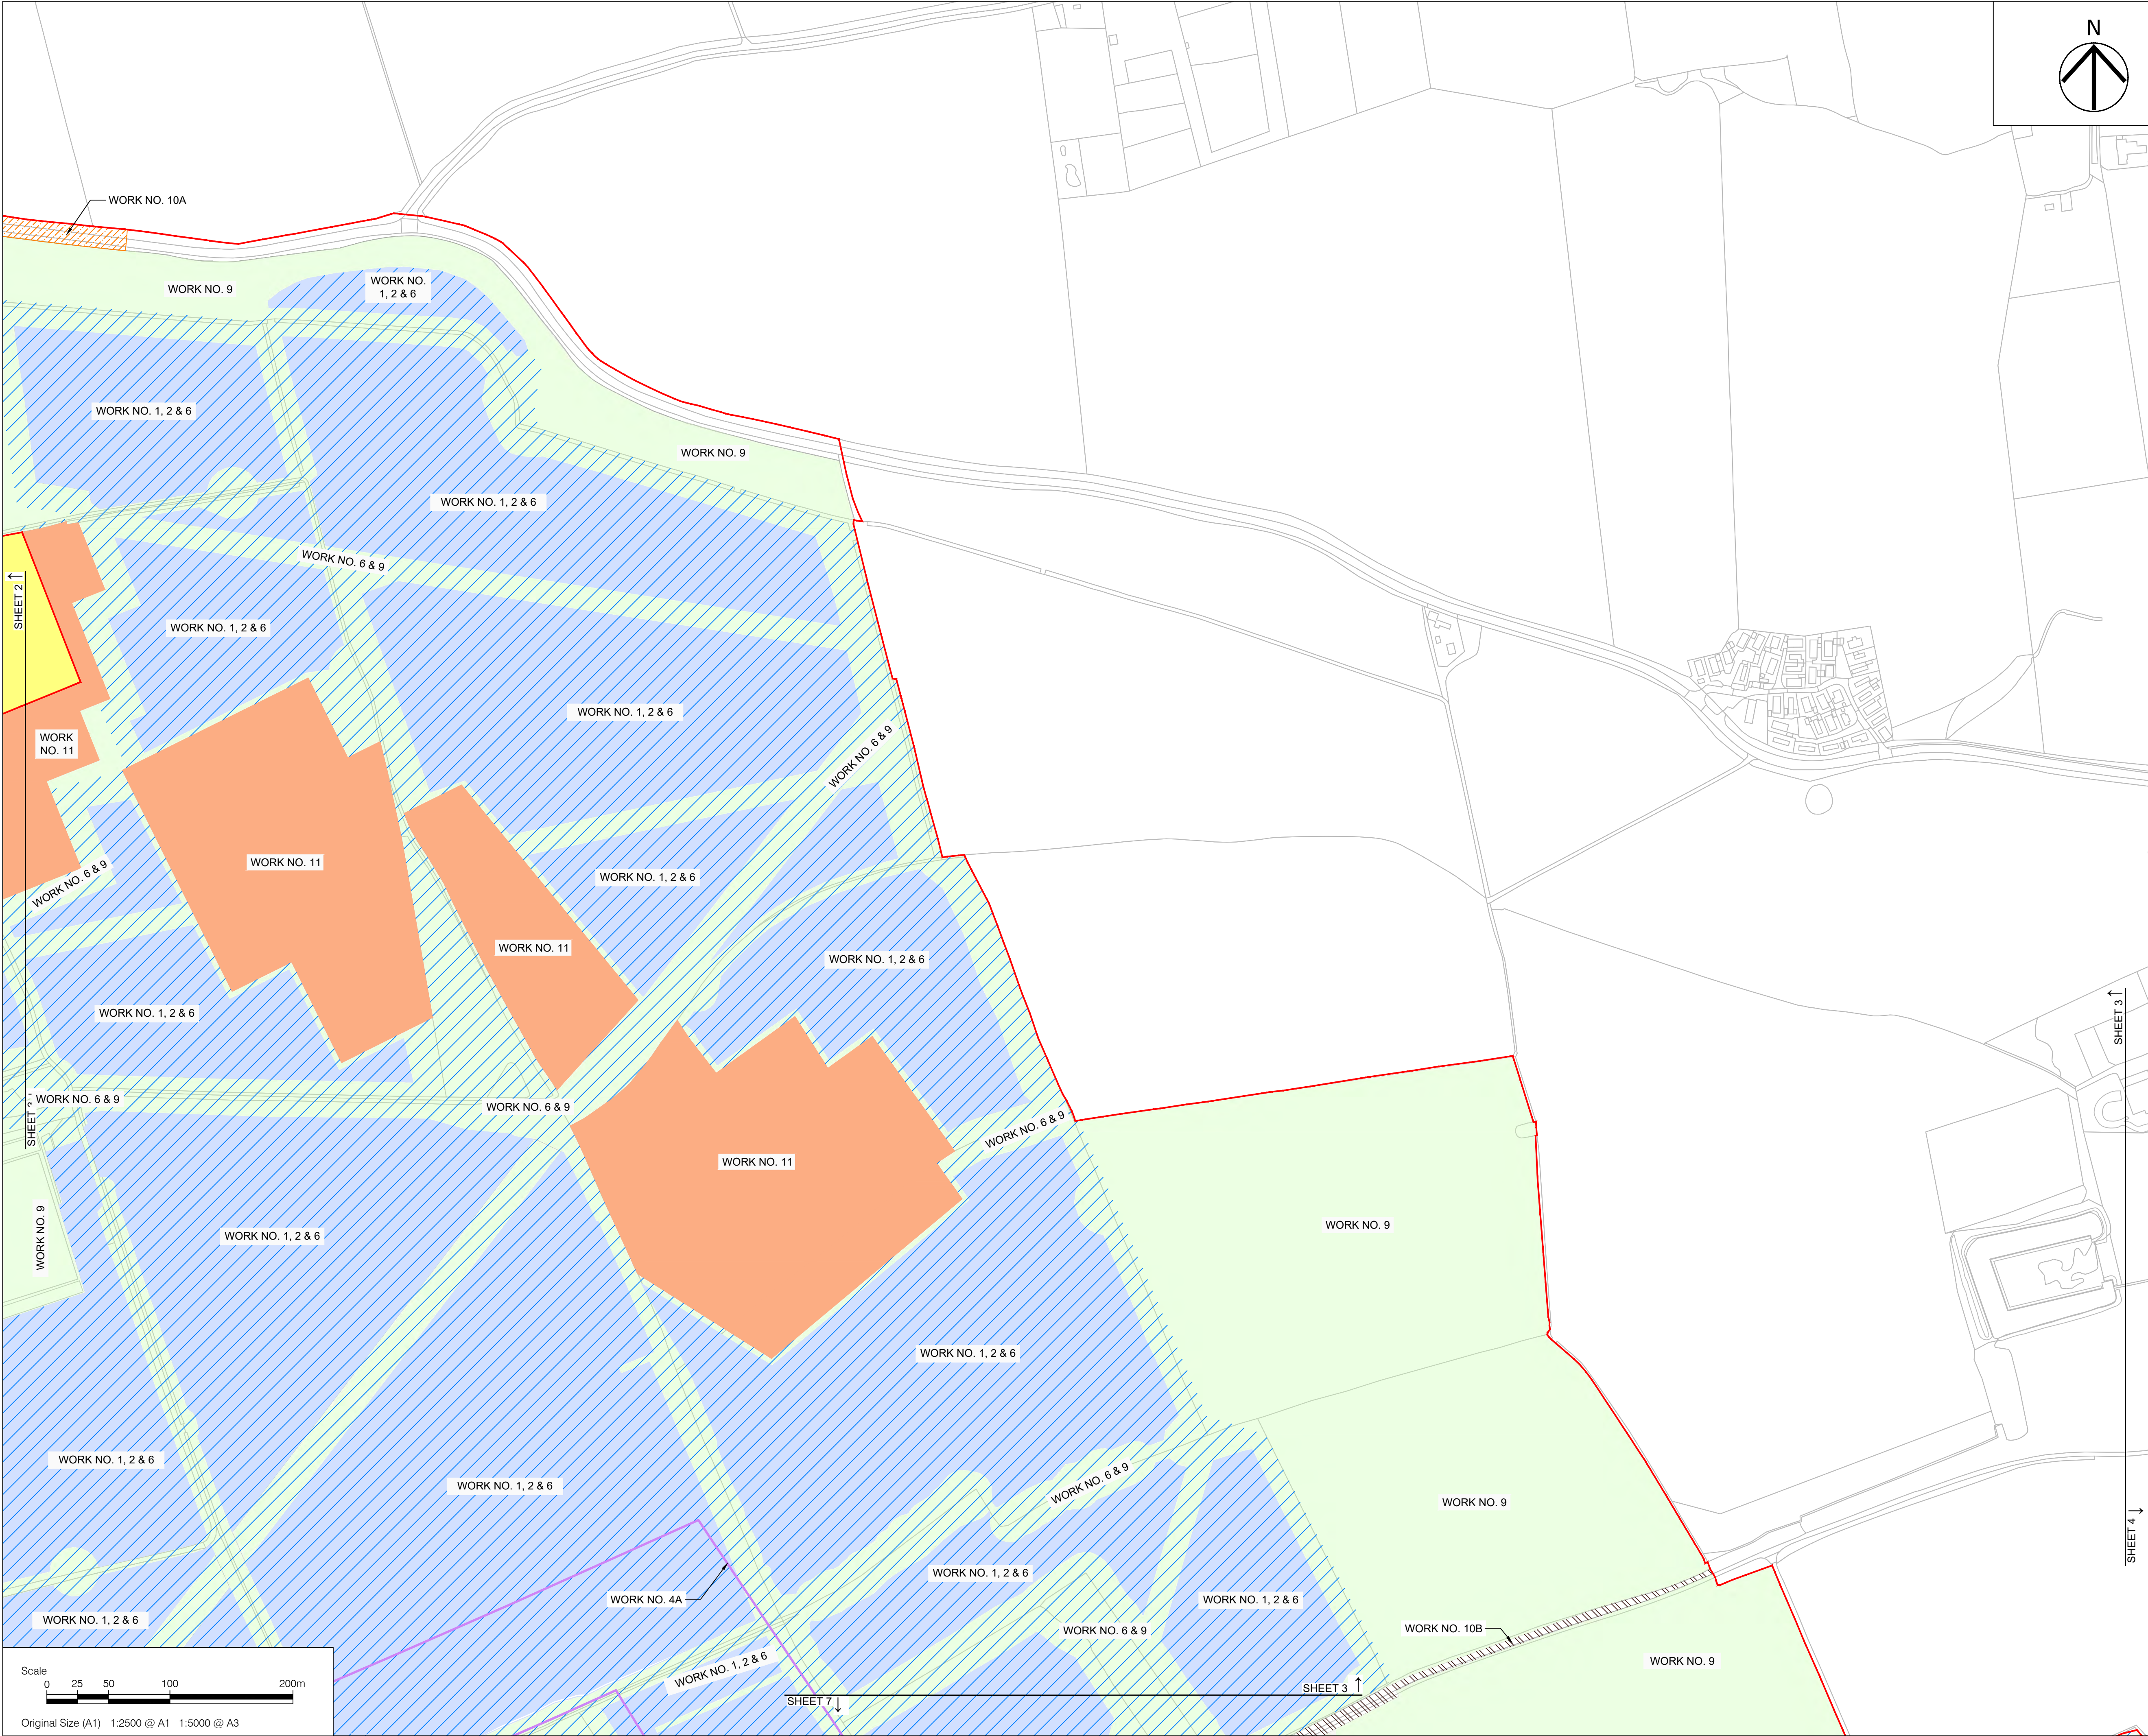 N
WORK NO. 10A
WORK NO. 9
WORK NO.
1, 2 & 6
WORK NO. 1, 2 & 6
WORK NO. 9
WORK NO. 1, 2 & 6
WORK NO. 6 & 9
SHEET 2
WORK NO. 1, 2 & 6
WORK NO. 1, 2 & 6
WORK
NO. 11
WORK NO. 6 & 9
WORK NO. 11
WORK NO. 6 & 9
WORK NO. 1, 2 & 6
WORK NO. 11
WORK NO. 1, 2 & 6
WORK NO. 1, 2 & 6
SHEET 3
WORK NO. 6 & 9
SHEET
WORK NO. 6 & 9
WORK NO. 6 & 9
WORK NO. 11
WORK NO. 9
WORK NO. 1, 2 & 6
WORK NO. 9
WORK NO. 1, 2 & 6
WORK NO. 1, 2 & 6
WORK NO. 1, 2 & 6
WORK NO. 6 & 9
WORK NO. 9
SHEET 4
WORK NO. 1, 2 & 6
WORK NO. 4A
WORK NO. 1, 2 & 6
WORK NO. 1, 2 & 6
WORK NO. 6 & 9
WORK NO. 10B
WORK NO. 9
WORK NO. 1, 2 & 6
SHEET 3
SHEET 7
Scale
0 25 50 100 200m
Original Size (A1) 1:2500 @ A1 1:5000 @ A3